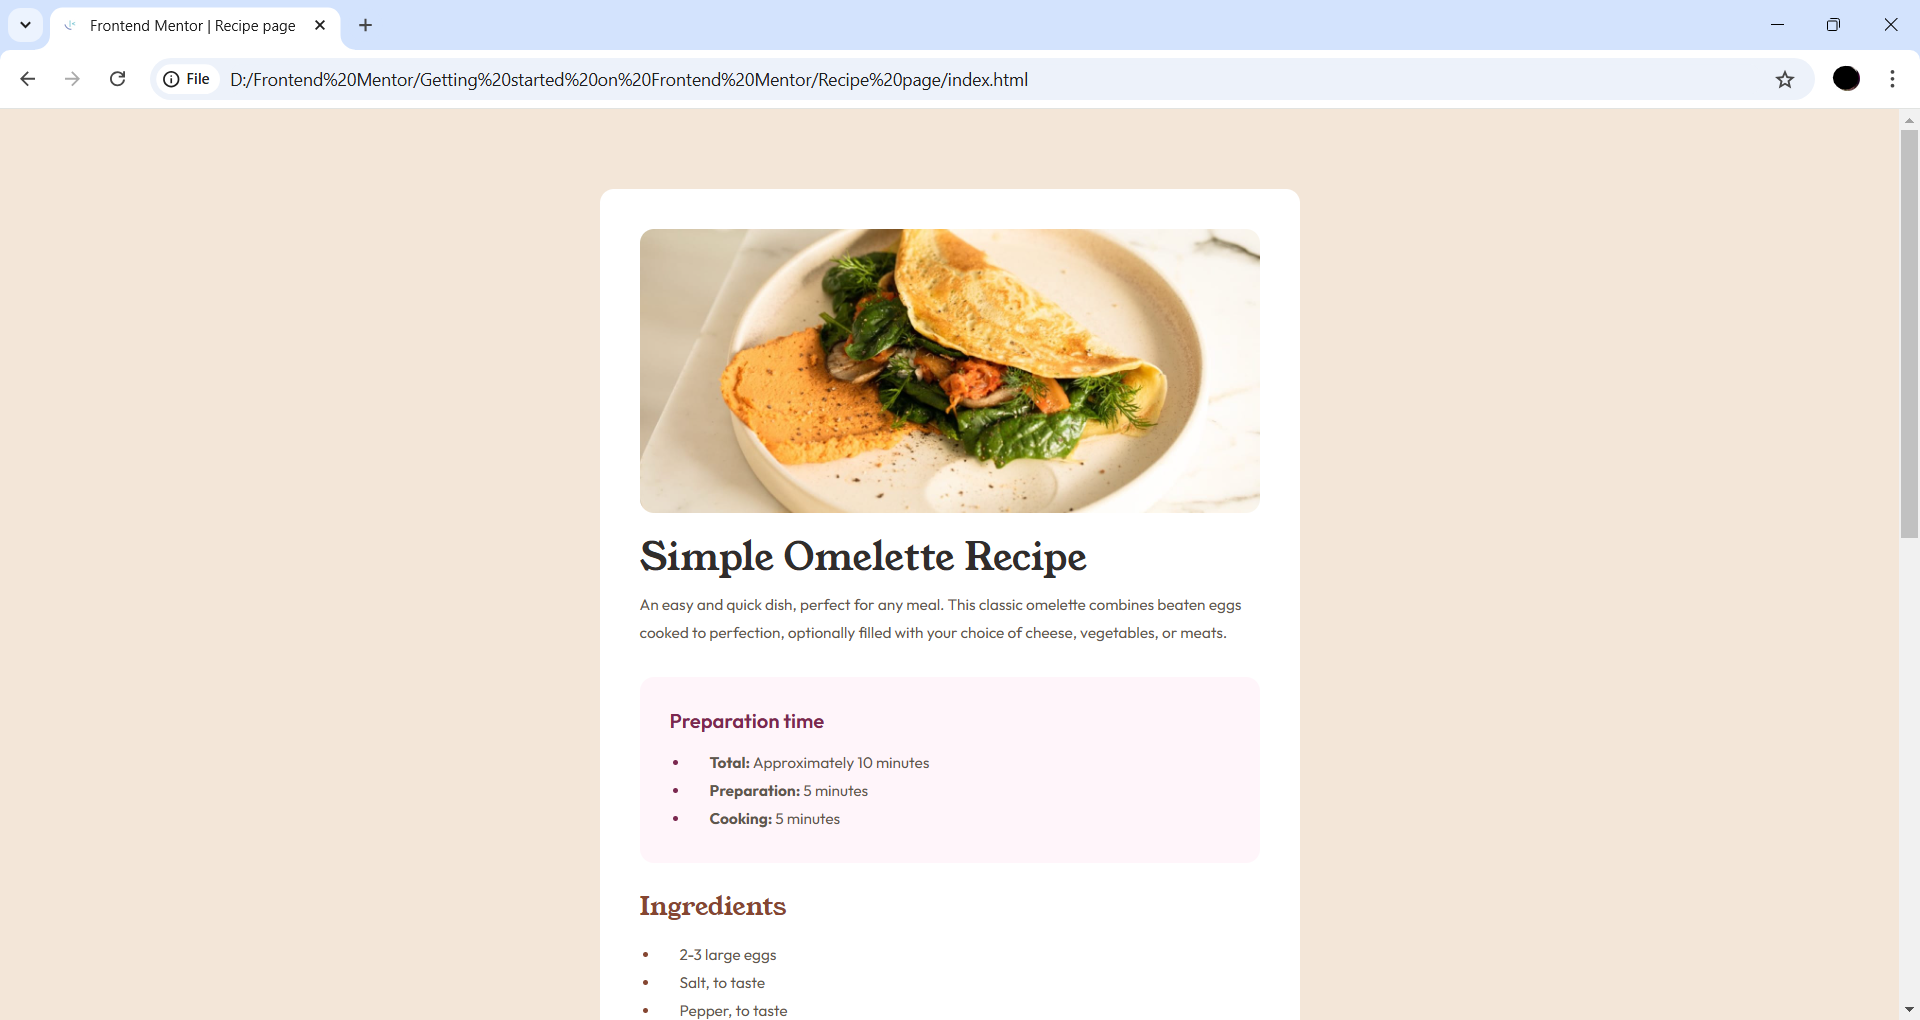 Frontend Mentor | Recipe page
File D:/Frontend%20Mentor/Getting%20started%20on%20Frontend%20Mentor/Recipe%20page/index.html
Simple Omelette Recipe
An easy and quick dish, perfect for any meal. This classic omelette combines beaten eggs
cooked to perfection, optionally filled with your choice of cheese, vegetables, or meats.
Preparation time
• Total: Approximately 10 minutes
• Preparation: 5 minutes
• Cooking: 5 minutes
Ingredients
• 2-3 large eggs
• Salt, to taste
• Pepper, to taste